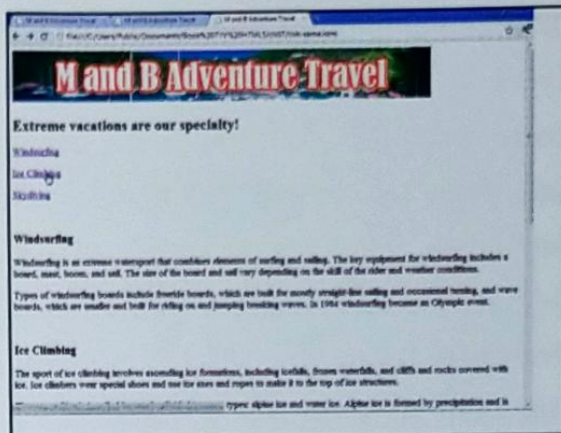 M and B Adventure Travel
Extreme vacations are our specialty!
Windsurfing
Ice Climbing
Skydiving
Windsurfing
Windsurfing is an extreme watersport that combines elements of surfing and sailing. The key equipment for windsurfing includes a
board, mast, boom, and sail. The size of the board and sail vary depending on the skill of the rider and weather conditions.
Types of windsurfing boards include freeride boards, which are built for mostly straight-line sailing and occasional turning, and wave
boards, which are smaller and built for riding on and jumping breaking waves. In 1984 windsurfing became an Olympic event.
Ice Climbing
The sport of ice climbing involves ascending ice formations, including icefalls, frozen waterfalls, and cliffs and rocks covered with
ice. Ice climbers wear special shoes and use ice axes and ropes to make it to the top of ice structures.
types: alpine ice and water ice. Alpine ice is formed by precipitation and is